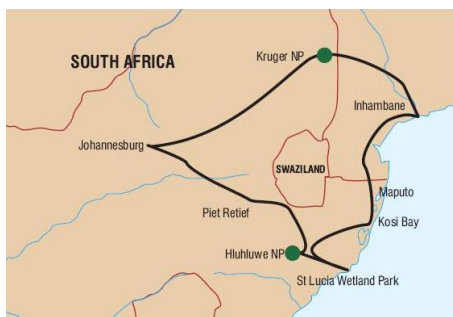 Kruger NP
SOUTH AFRICA
Inhambane
Johannesburg
SWAZILAND
Maputo
Piet Retief
Kosi Bay
Hluhluwe NP
St Lucia Wetland Park